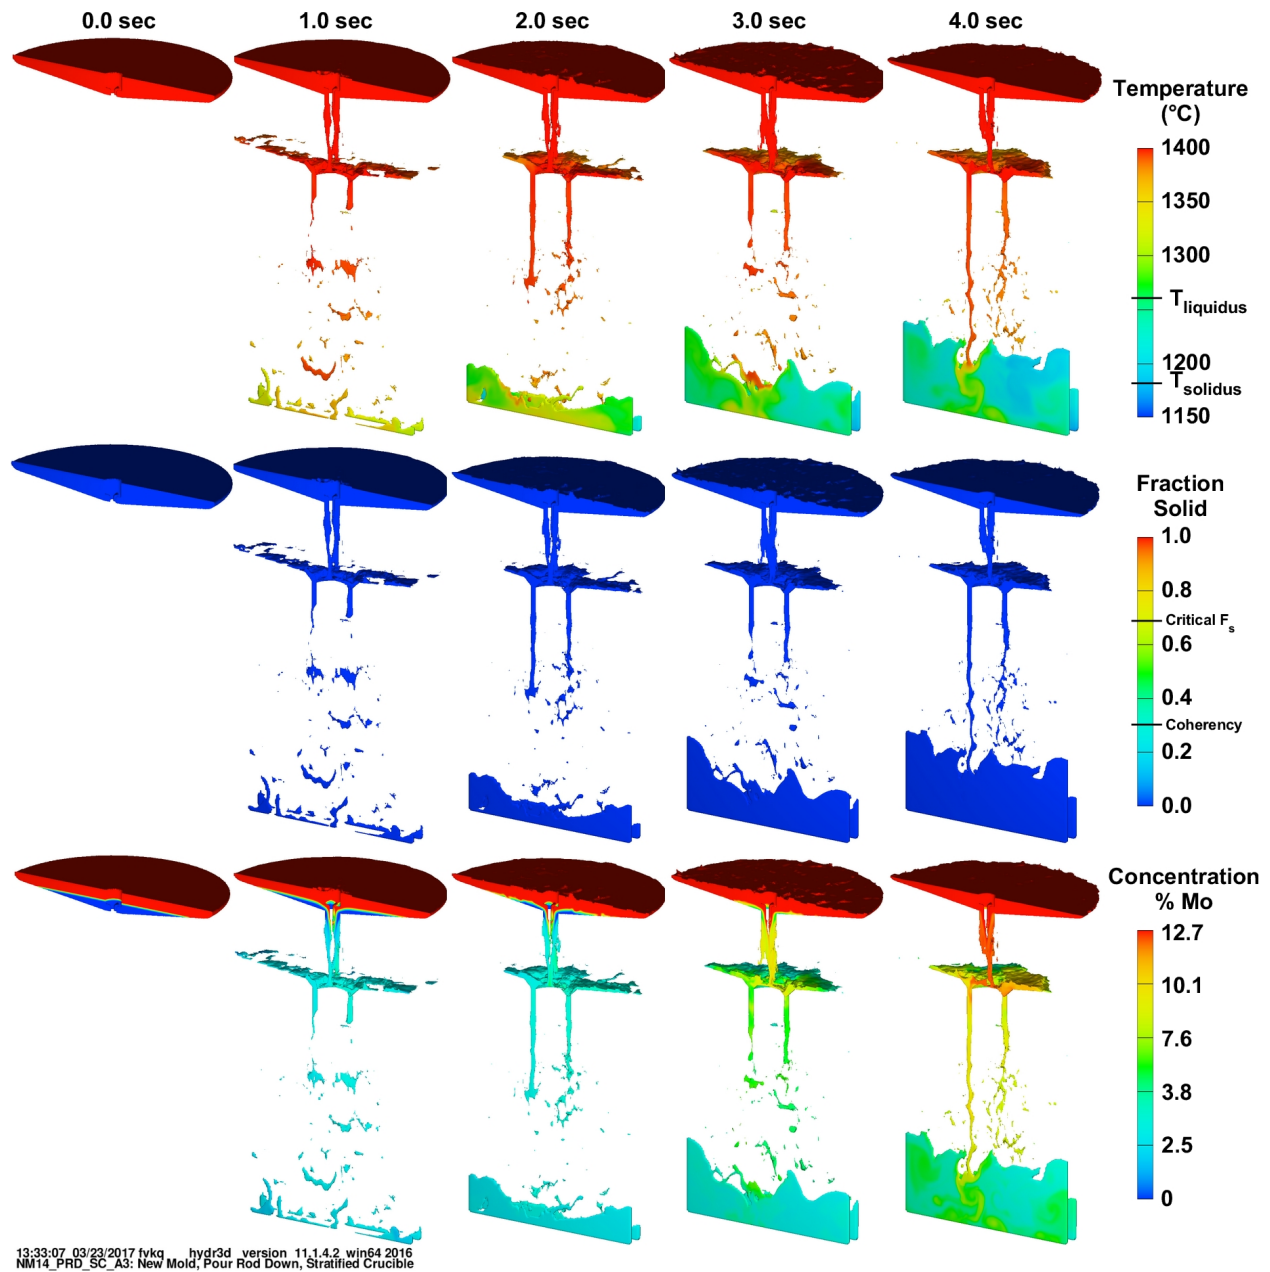 0.0 sec 1.0 sec 2.0 sec 3.0 sec 4.0 sec
Temperature
(°C)
1400
1350
1300
Tliquidus
1200
Tsolidus
1150
Fraction
Solid
1.0
0.8
Critical Fs
0.6
0.4
Coherency
0.2
0.0
Concentration
% Mo
12.7
10.1
7.6
3.8
2.5
0
13:33:07 03/23/2017 fvkq hydr3d version 11.1.4.2 win64 2016
NM14_PRD_SC_A3: New Mold, Pour Rod Down, Stratified Crucible